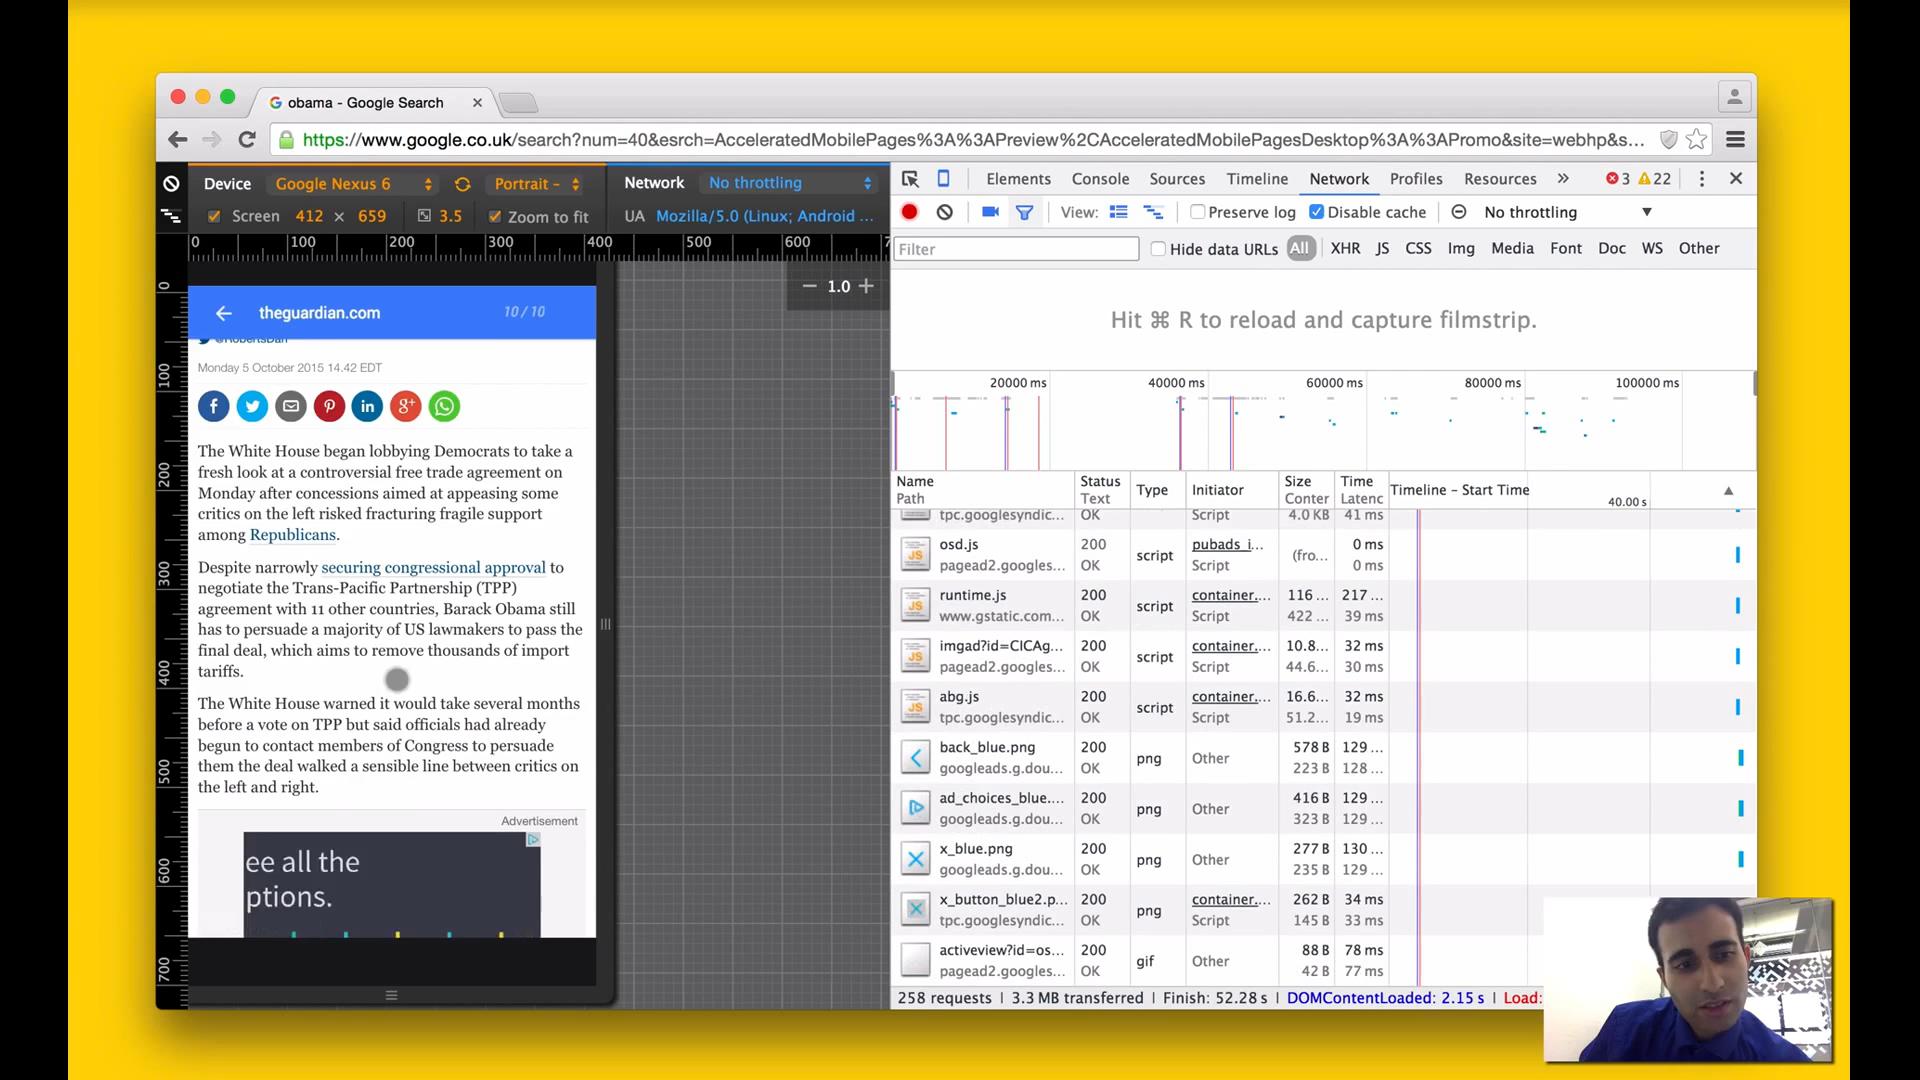 obama - Google Search
https://www.google.co.uk/search?num=40&esrch=AcceleratedMobilePages%3A%3APreview%2CAcceleratedMobilePagesDesktop%3A%3APromo&site=webhp&s...
Device Google Nexus 6 Portrait -
Screen 412 × 659 3.5 Zoom to fit
Network No throttling
UA Mozilla/5.0 (Linux; Android ...
0 100 200 300 400 500 600 7
0
100
200
300
400
500
600
700
− 1.0 +
theguardian.com 10/10
@RobertsDan
Monday 5 October 2015 14.42 EDT
The White House began lobbying Democrats to take a
fresh look at a controversial free trade agreement on
Monday after concessions aimed at appeasing some
critics on the left risked fracturing fragile support
among Republicans.
Despite narrowly securing congressional approval to
negotiate the Trans-Pacific Partnership (TPP)
agreement with 11 other countries, Barack Obama still
has to persuade a majority of US lawmakers to pass the
final deal, which aims to remove thousands of import
tariffs.
The White House warned it would take several months
before a vote on TPP but said officials had already
begun to contact members of Congress to persuade
them the deal walked a sensible line between critics on
the left and right.
Advertisement
ee all the
ptions.
Elements Console Sources Timeline Network Profiles Resources » 3 22
View: Preserve log Disable cache No throttling
Filter Hide data URLs All XHR JS CSS Img Media Font Doc WS Other
Hit ⌘ R to reload and capture filmstrip.
20000 ms 40000 ms 60000 ms 80000 ms 100000 ms
Name Status Type Initiator Size Time Timeline – Start Time
Path Text Conter Latenc 40.00 s
tpc.googlesyndic... OK Script 4.0 KB 41 ms
osd.js 200 script pubads_i... (fro... 0 ms
pagead2.googles... OK Script 0 ms
runtime.js 200 script container.... 116 ... 217 ...
www.gstatic.com... OK Script 422 ... 39 ms
imgad?id=CICAg... 200 script container.... 10.8... 32 ms
pagead2.googles... OK Script 44.6... 30 ms
abg.js 200 script container.... 16.6... 32 ms
tpc.googlesyndic... OK Script 51.2... 19 ms
back_blue.png 200 png Other 578 B 129 ...
googleads.g.dou... OK 223 B 128 ...
ad_choices_blue.... 200 png Other 416 B 129 ...
googleads.g.dou... OK 323 B 129 ...
x_blue.png 200 png Other 277 B 130 ...
googleads.g.dou... OK 235 B 129 ...
x_button_blue2.p... 200 png container.... 262 B 34 ms
tpc.googlesyndic... OK Script 145 B 33 ms
activeview?id=os... 200 gif Other 88 B 78 ms
pagead2.googles... OK 42 B 77 ms
258 requests | 3.3 MB transferred | Finish: 52.28 s | DOMContentLoaded: 2.15 s | Load: